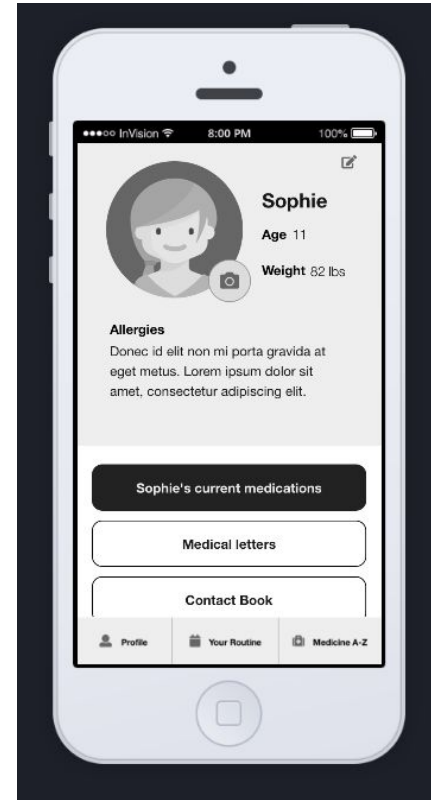 InVision 8:00 PM 100%
Sophie
Age 11
Weight 82 lbs
Allergies
Donec id elit non mi porta gravida at
eget metus. Lorem ipsum dolor sit
amet, consectetur adipiscing elit.
Sophie's current medications
Medical letters
Contact Book
Profile Your Routine Medicine A-Z